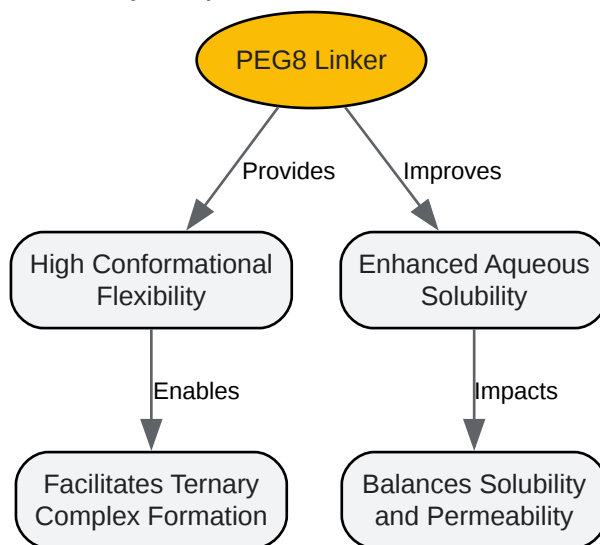 PEG8 Linker
Provides
Improves
High Conformational
Flexibility
Enhanced Aqueous
Solubility
Enables
Impacts
Facilitates Ternary
Complex Formation
Balances Solubility
and Permeability